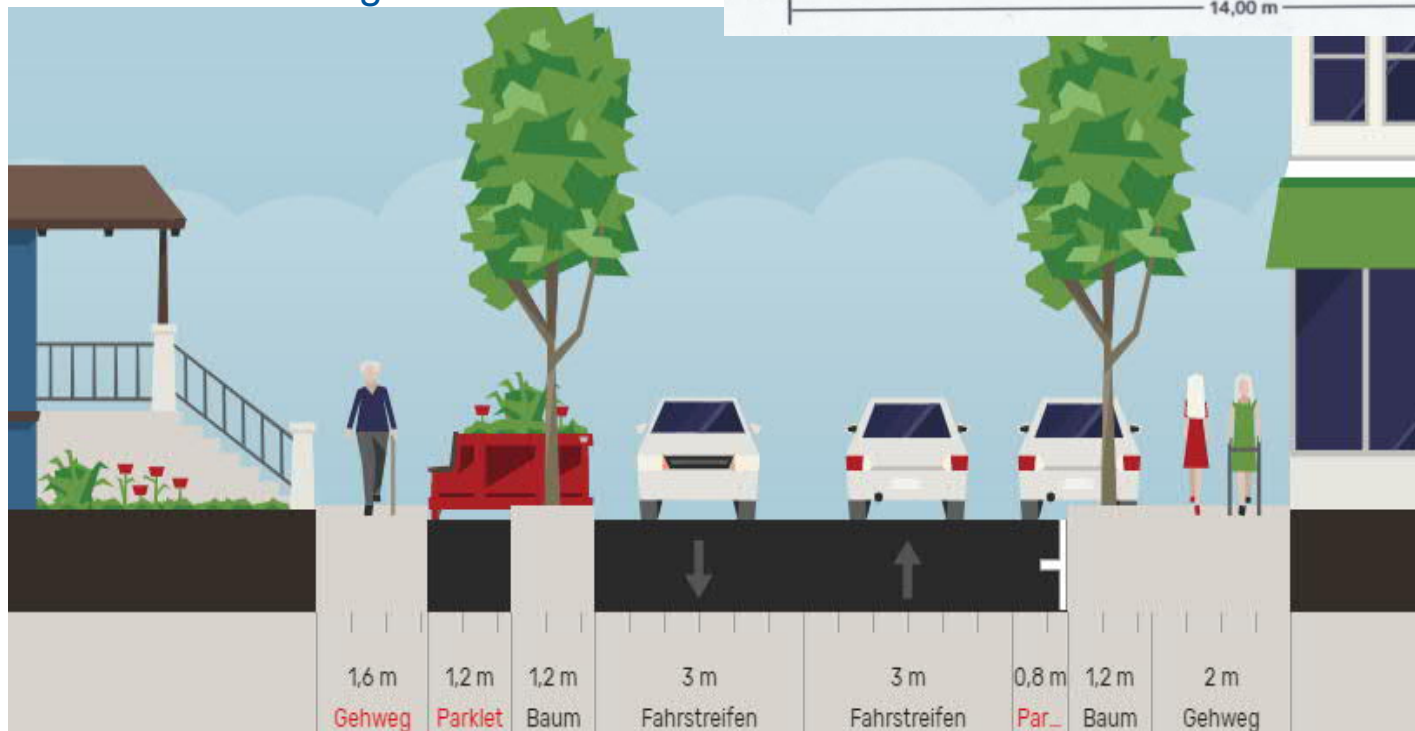 14,00 m
1,6 m 1,2 m 1,2 m 3 m 3 m 0,8 m 1,2 m 2 m
Gehweg Parklet Baum Fahrstreifen Fahrstreifen Par... Baum Gehweg